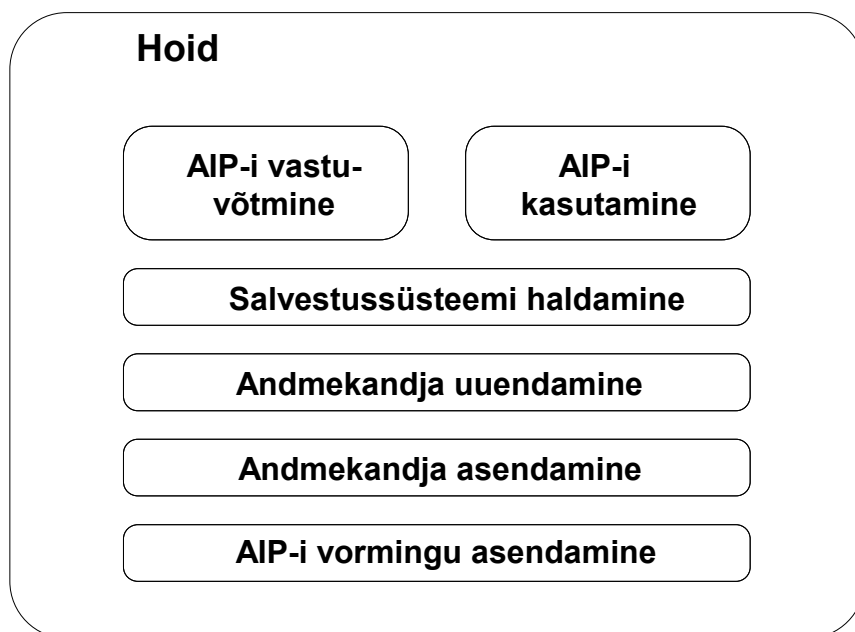 Hoid
AIP-i vastu-
võtmine
AIP-i
kasutamine
Salvestussüsteemi haldamine
Andmekandja uuendamine
Andmekandja asendamine
AIP-i vormingu asendamine